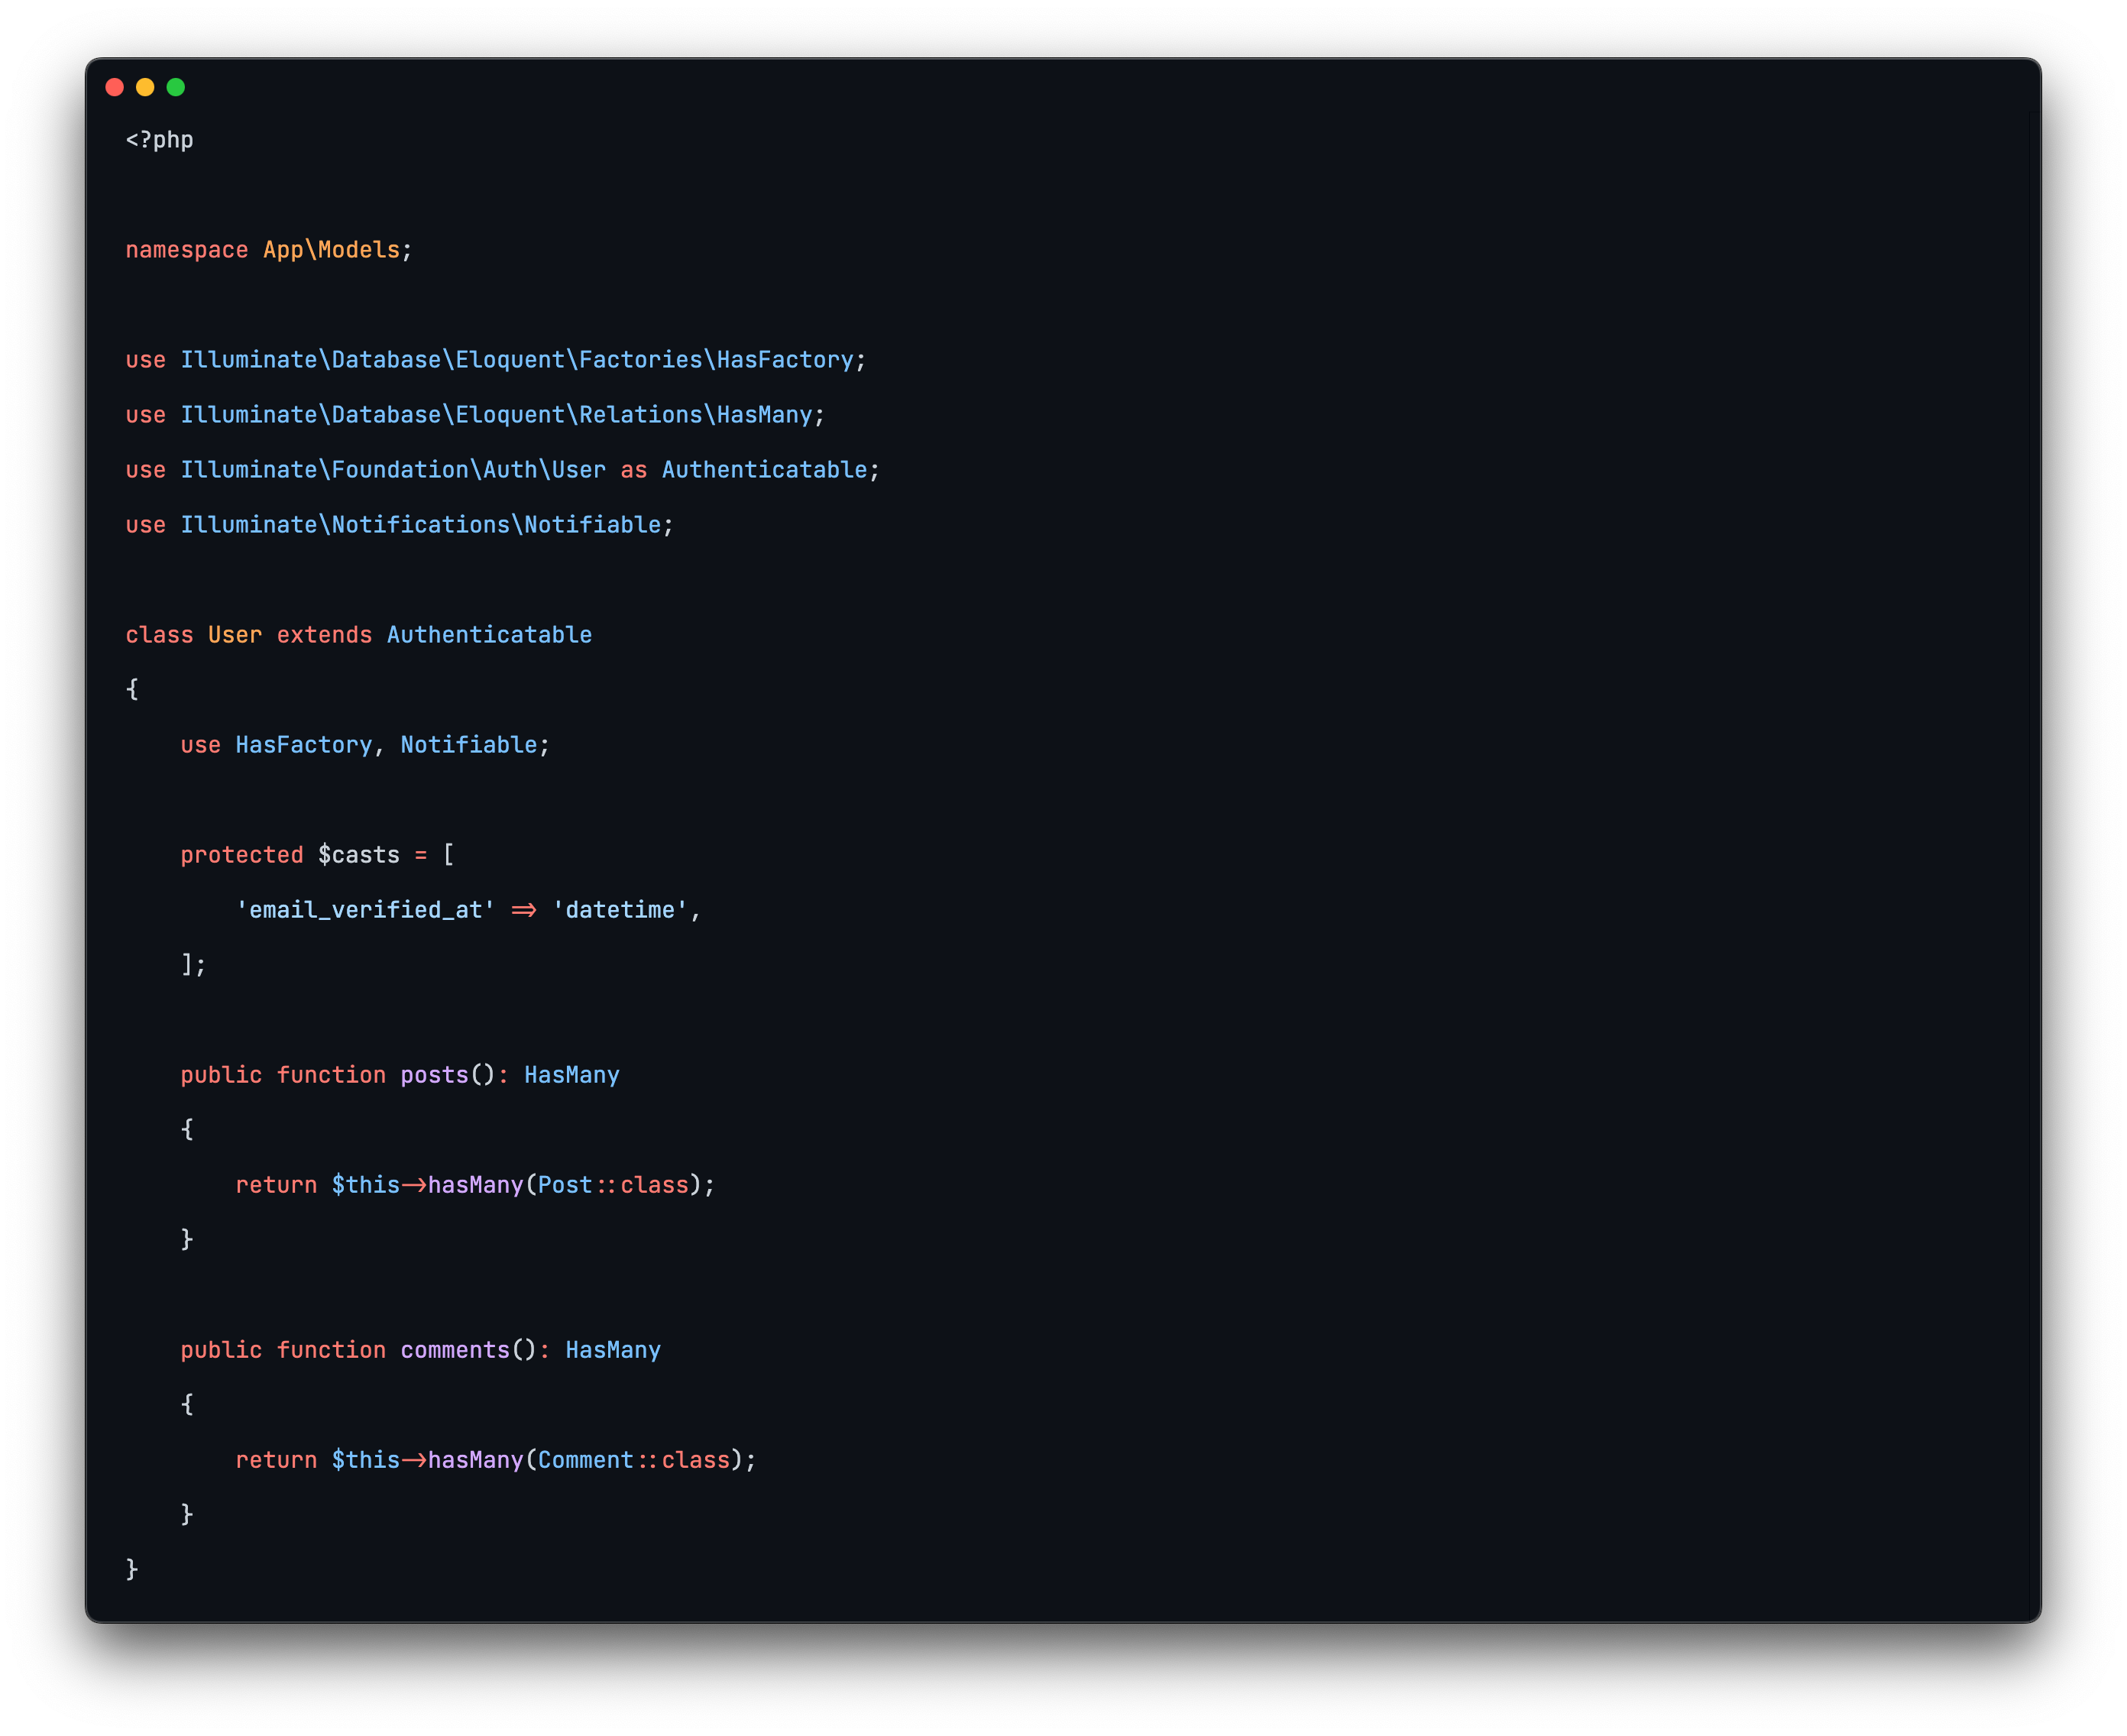 <?php

namespace App\Models;

use Illuminate\Database\Eloquent\Factories\HasFactory;
use Illuminate\Database\Eloquent\Relations\HasMany;
use Illuminate\Foundation\Auth\User as Authenticatable;
use Illuminate\Notifications\Notifiable;

class User extends Authenticatable
{
    use HasFactory, Notifiable;

    protected $casts = [
        'email_verified_at' => 'datetime',
    ];

    public function posts(): HasMany
    {
        return $this->hasMany(Post::class);
    }

    public function comments(): HasMany
    {
        return $this->hasMany(Comment::class);
    }
}